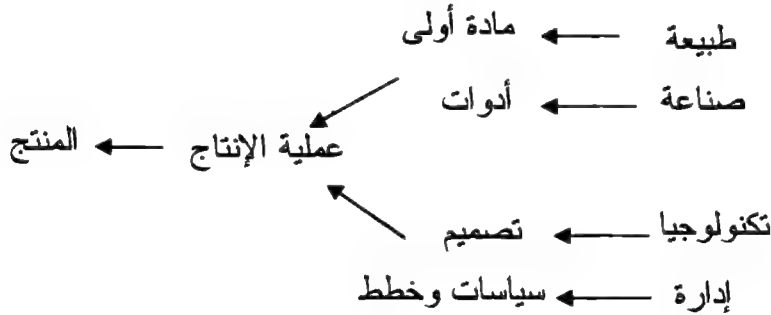 طبيعة ← مادة أولى
صناعة ← أدوات
عملية الإنتاج ← المنتج
تكنولوجيا ← تصميم
إدارة ← سياسات وخطط